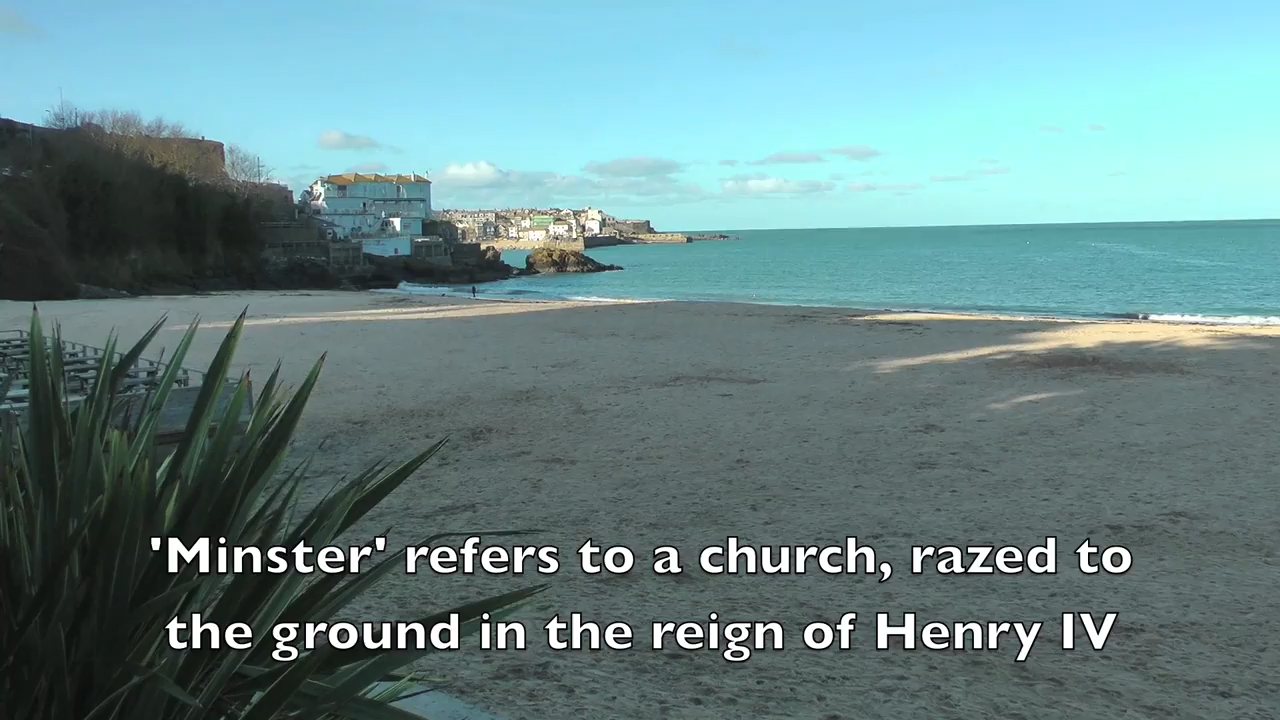 'Minster' refers to a church, razed to
the ground in the reign of Henry IV